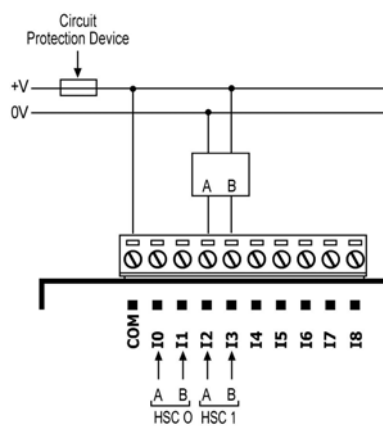 Circuit
Protection Device
+V
0V
A B
COM I0 I1 I2 I3 I4 I5 I6 I7 I8
A B A B
HSC 0 HSC 1